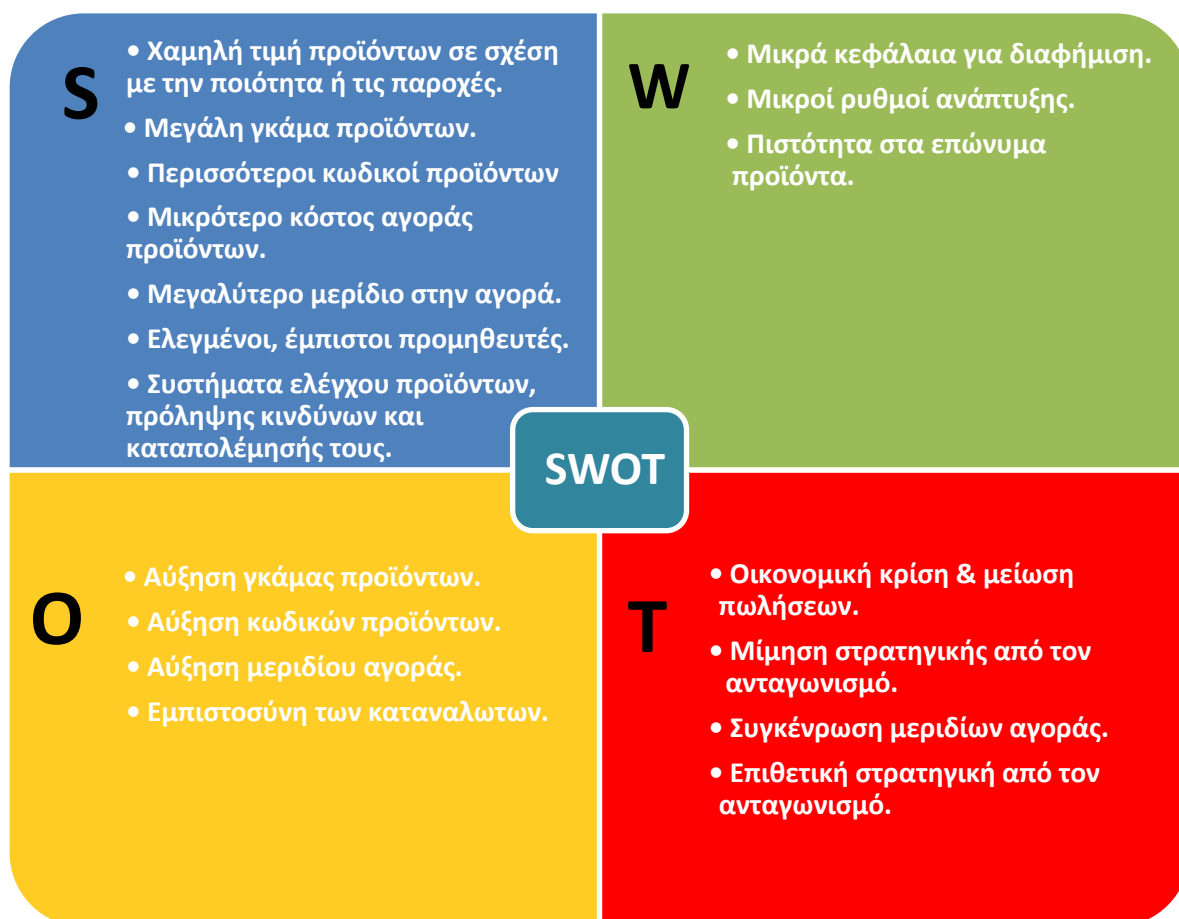 S
• Χαμηλή τιμή προϊόντων σε σχέση
με την ποιότητα ή τις παροχές.
• Μεγάλη γκάμα προϊόντων.
• Περισσότεροι κωδικοί προϊόντων
• Μικρότερο κόστος αγοράς
προϊόντων.
• Μεγαλύτερο μερίδιο στην αγορά.
• Ελεγμένοι, έμπιστοι προμηθευτές.
• Συστήματα ελέγχου προϊόντων,
πρόληψης κινδύνων και
καταπολέμησής τους.
W
• Μικρά κεφάλαια για διαφήμιση.
• Μικροί ρυθμοί ανάπτυξης.
• Πιστότητα στα επώνυμα
προϊόντα.
SWOT
O
• Αύξηση γκάμας προϊόντων.
• Αύξηση κωδικών προϊόντων.
• Αύξηση μεριδίου αγοράς.
• Εμπιστοσύνη των καταναλωτων.
T
• Οικονομική κρίση & μείωση
πωλήσεων.
• Μίμηση στρατηγικής από τον
ανταγωνισμό.
• Συγκένρωση μεριδίων αγοράς.
• Επιθετική στρατηγική από τον
ανταγωνισμό.